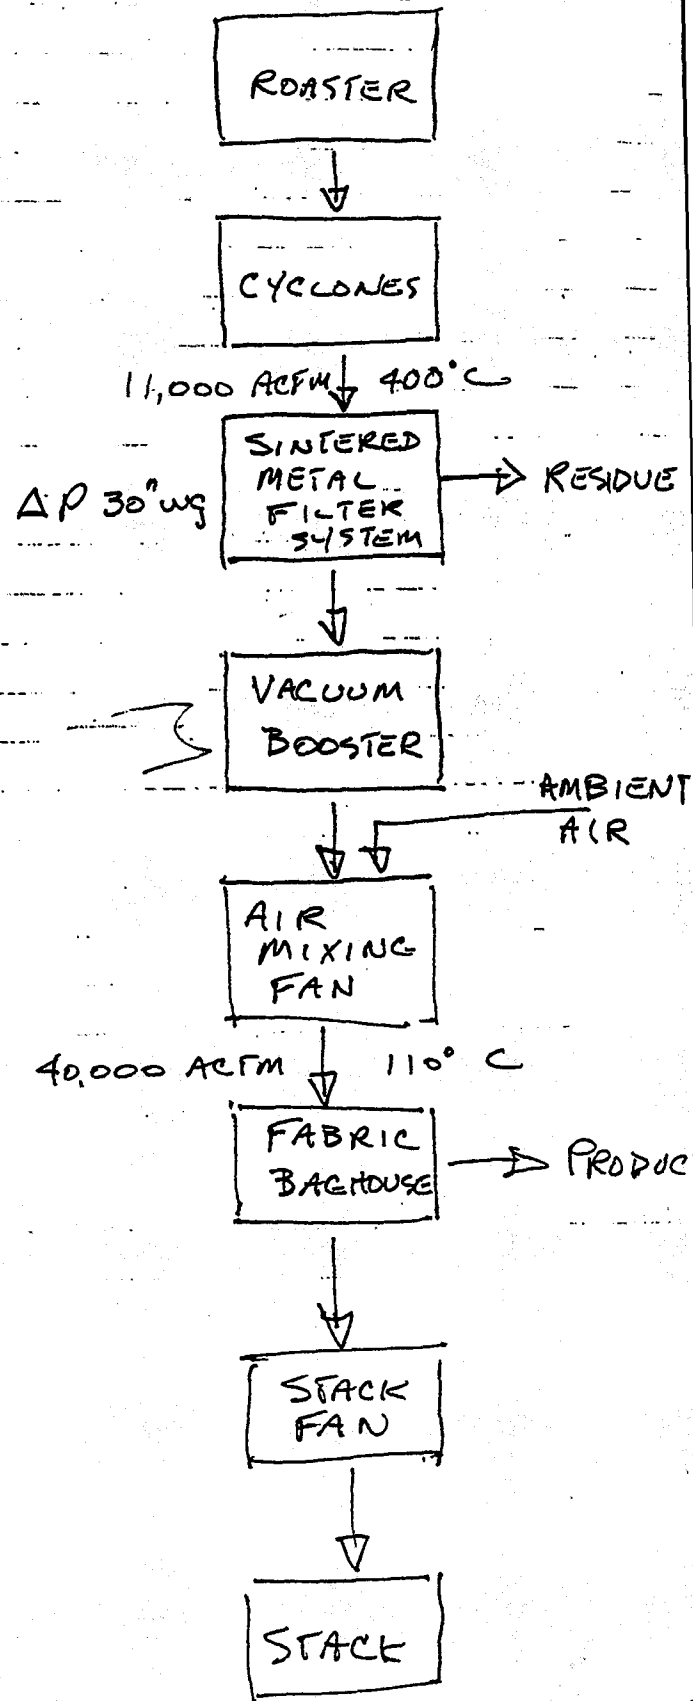 ROASTER
CYCLONES
11,000 ACFM 400°C
SINTERED
METAL
FILTER
SYSTEM
RESIDUE
ΔP 30"wg
VACUUM
BOOSTER
AMBIENT
AIR
AIR
MIXING
FAN
40,000 ACFM 110° C
FABRIC
BAGHOUSE
PRODUC
STACK
FAN
STACK